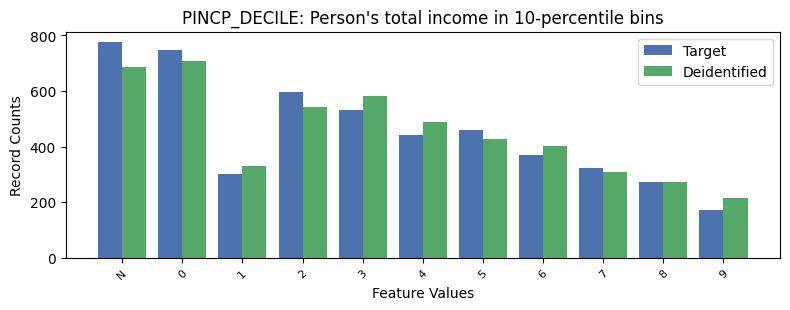 PINCP_DECILE: Person's total income in 10-percentile bins
Target
Deidentified
Record Counts
800
600
400
200
0
N 0 1 2 3 4 5 6 7 8 9
Feature Values